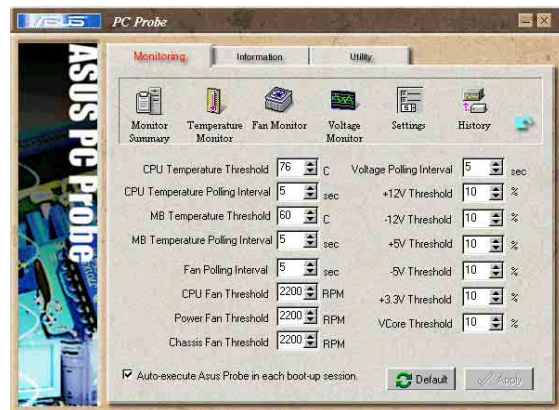 ASUS PC Probe
Monitoring Information Utility
ASUS PC Probe
Monitor Summary
Temperature Monitor
Fan Monitor
Voltage Monitor
Settings
History
CPU Temperature Threshold 76 C
CPU Temperature Polling Interval 5 sec
MB Temperature Threshold 60 C
MB Temperature Polling Interval 5 sec
Fan Polling Interval 5 sec
CPU Fan Threshold 2200 RPM
Power Fan Threshold 2200 RPM
Chassis Fan Threshold 2200 RPM
Voltage Polling Interval 5 sec
+12V Threshold 10 %
-12V Threshold 10 %
+5V Threshold 10 %
-5V Threshold 10 %
+3.3V Threshold 10 %
VCore Threshold 10 %
Auto-execute Asus Probe in each boot-up session.
Default
Apply